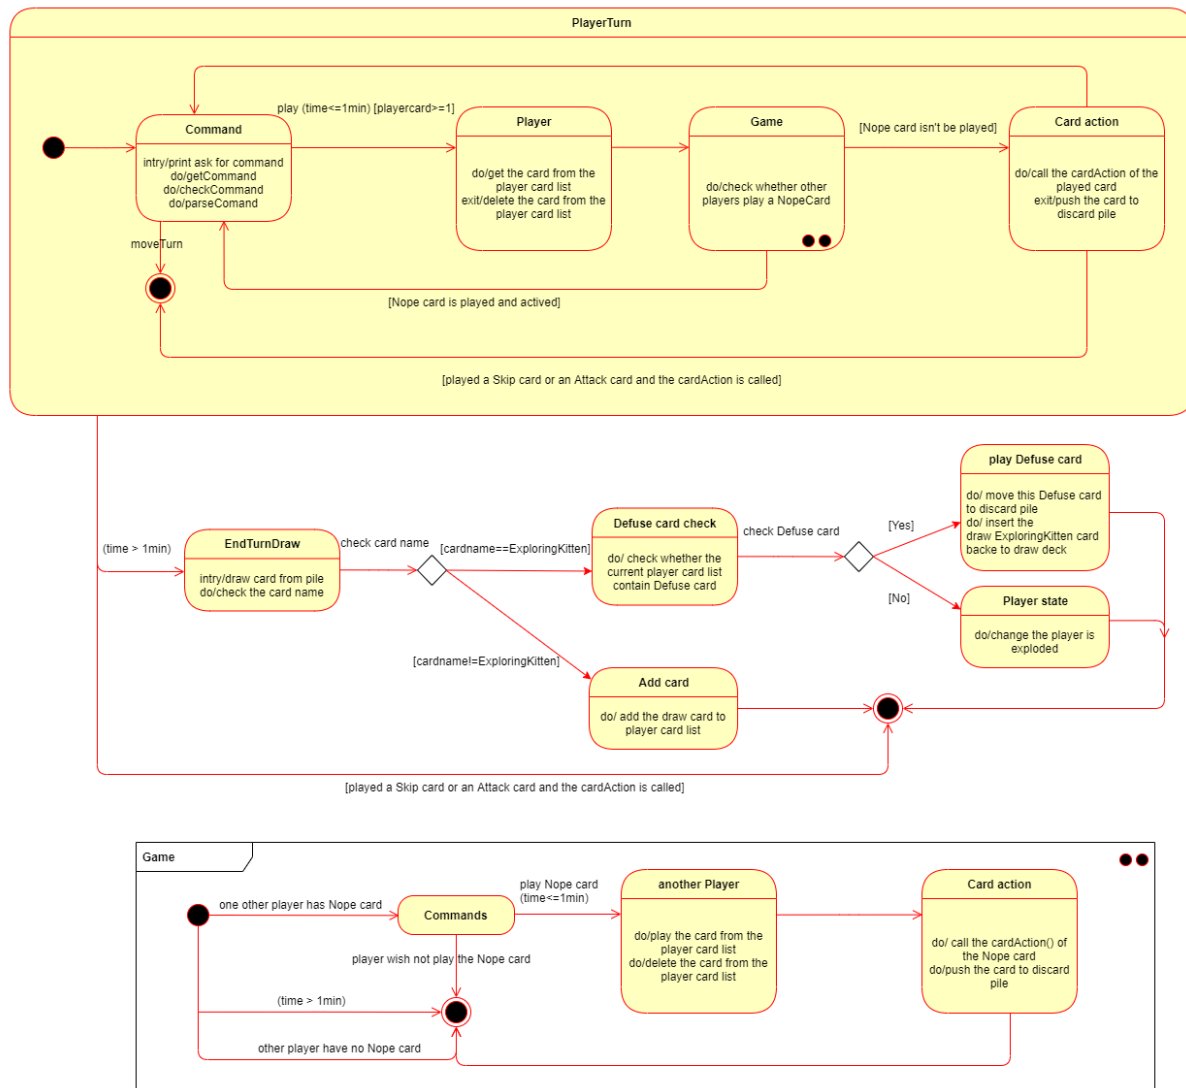 PlayerTurn
play (time<=1min) [playercard>=1]
Command
intry/print ask for command
do/getCommand
do/checkCommand
do/parseComand
Player
do/get the card from the
player card list
exit/delete the card from the
player card list
Game
do/check whether other
players play a NopeCard
[Nope card isn't be played]
Card action
do/call the cardAction of the
played card
exit/push the card to
discard pile
moveTurn
[Nope card is played and actived]
[played a Skip card or an Attack card and the cardAction is called]
(time > 1min)
EndTurnDraw
intry/draw card from pile
do/check the card name
check card name
[cardname==ExploringKitten]
[cardname!=ExploringKitten]
Defuse card check
do/ check whether the
current player card list
contain Defuse card
check Defuse card
[Yes]
[No]
play Defuse card
do/ move this Defuse card
to discard pile
do/ insert the
draw ExploringKitten card
backe to draw deck
Player state
do/change the player is
exploded
Add card
do/ add the draw card to
player card list
[played a Skip card or an Attack card and the cardAction is called]
Game
one other player has Nope card
Commands
play Nope card
(time<=1min)
another Player
do/play the card from the
player card list
do/delete the card from the
player card list
Card action
do/ call the cardAction() of
the Nope card
do/push the card to discard
pile
player wish not play the Nope card
(time > 1min)
other player have no Nope card